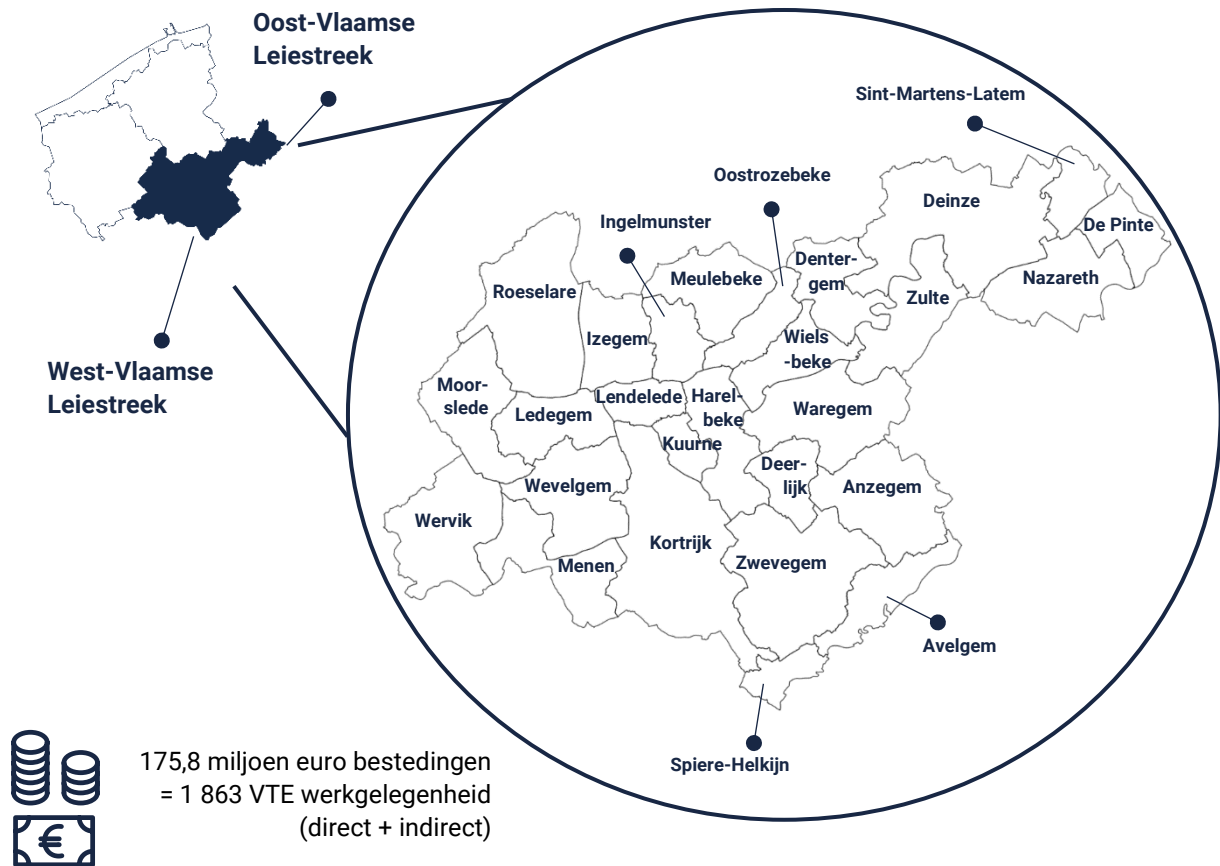 Oost-Vlaamse
Leiestreek
Sint-Martens-Latem
Oostrozebeke
Deinze
Ingelmunster
De Pinte
Denter-
gem
Meulebeke
Nazareth
Roeselare
Zulte
Izegem
Wiels
-beke
West-Vlaamse
Leiestreek
Moor-
slede
Lendelede
Harel-
beke
Waregem
Ledegem
Kuurne
Deer-
lijk
Wevelgem
Anzegem
Wervik
Kortrijk
Menen
Zwevegem
Avelgem
Spiere-Helkijn
175,8 miljoen euro bestedingen
= 1 863 VTE werkgelegenheid
(direct + indirect)
€